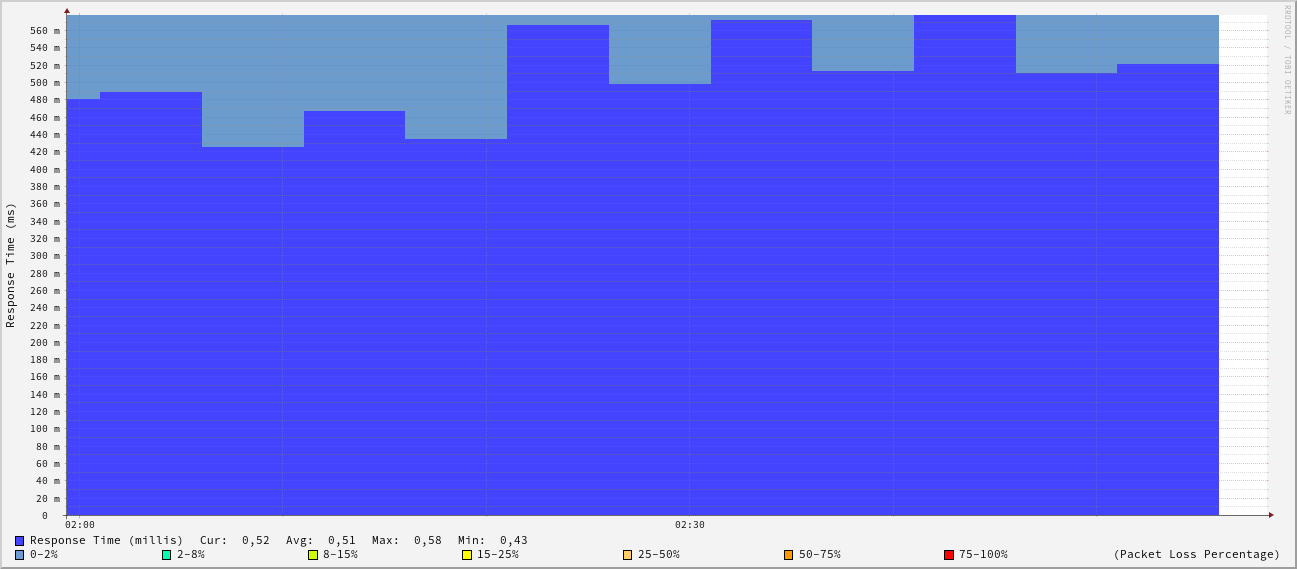 RRDTOOL / TOBI OETIKER
Response Time (ms)
560 m
540 m
520 m
500 m
480 m
460 m
440 m
420 m
400 m
380 m
360 m
340 m
320 m
300 m
280 m
260 m
240 m
220 m
200 m
180 m
160 m
140 m
120 m
100 m
80 m
60 m
40 m
20 m
0
02:00 02:30
Response Time (millis) Cur: 0,52 Avg: 0,51 Max: 0,58 Min: 0,43
0-2% 2-8% 8-15% 15-25% 25-50% 50-75% 75-100% (Packet Loss Percentage)